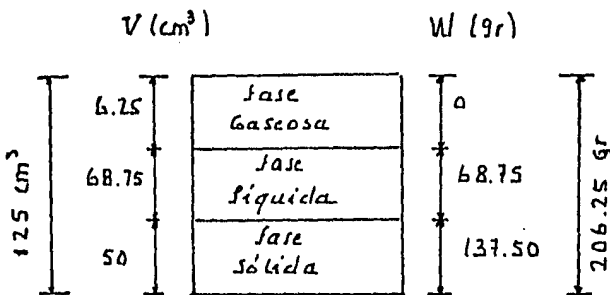 V (cm³)
W (gr)
6.25
fase
Gaseosa
0
68.75
fase
líquida
68.75
50
fase
sólida
137.50
125 cm³
206.25 Gr